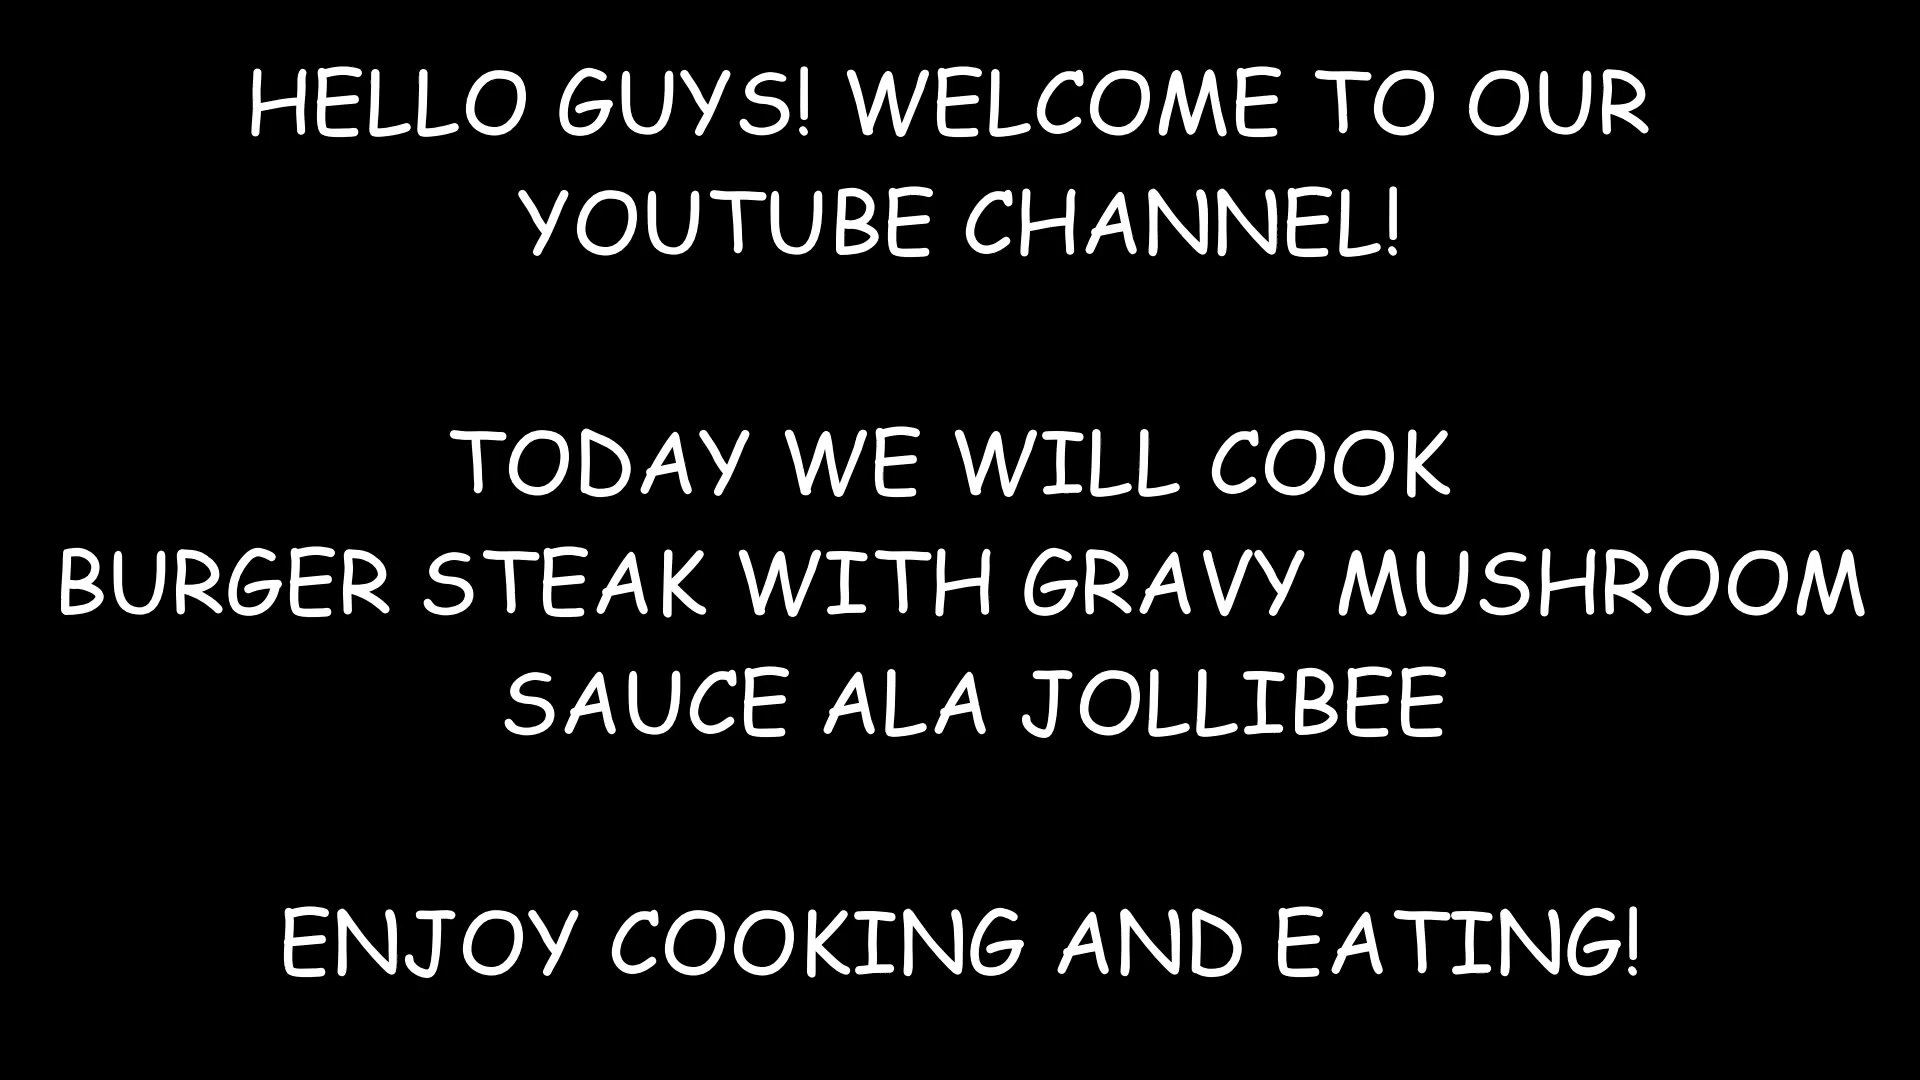 HELLO GUYS! WELCOME TO OUR
YOUTUBE CHANNEL!
TODAY WE WILL COOK
BURGER STEAK WITH GRAVY MUSHROOM
SAUCE ALA JOLLIBEE
ENJOY COOKING AND EATING!